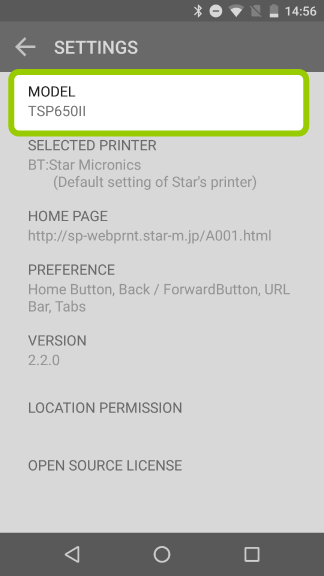 14:56
SETTINGS
MODEL
TSP650II
SELECTED PRINTER
BT:Star Micronics
(Default setting of Star's printer)
HOME PAGE
http://sp-webprnt.star-m.jp/A001.html
PREFERENCE
Home Button, Back / ForwardButton, URL
Bar, Tabs
VERSION
2.2.0
LOCATION PERMISSION
OPEN SOURCE LICENSE